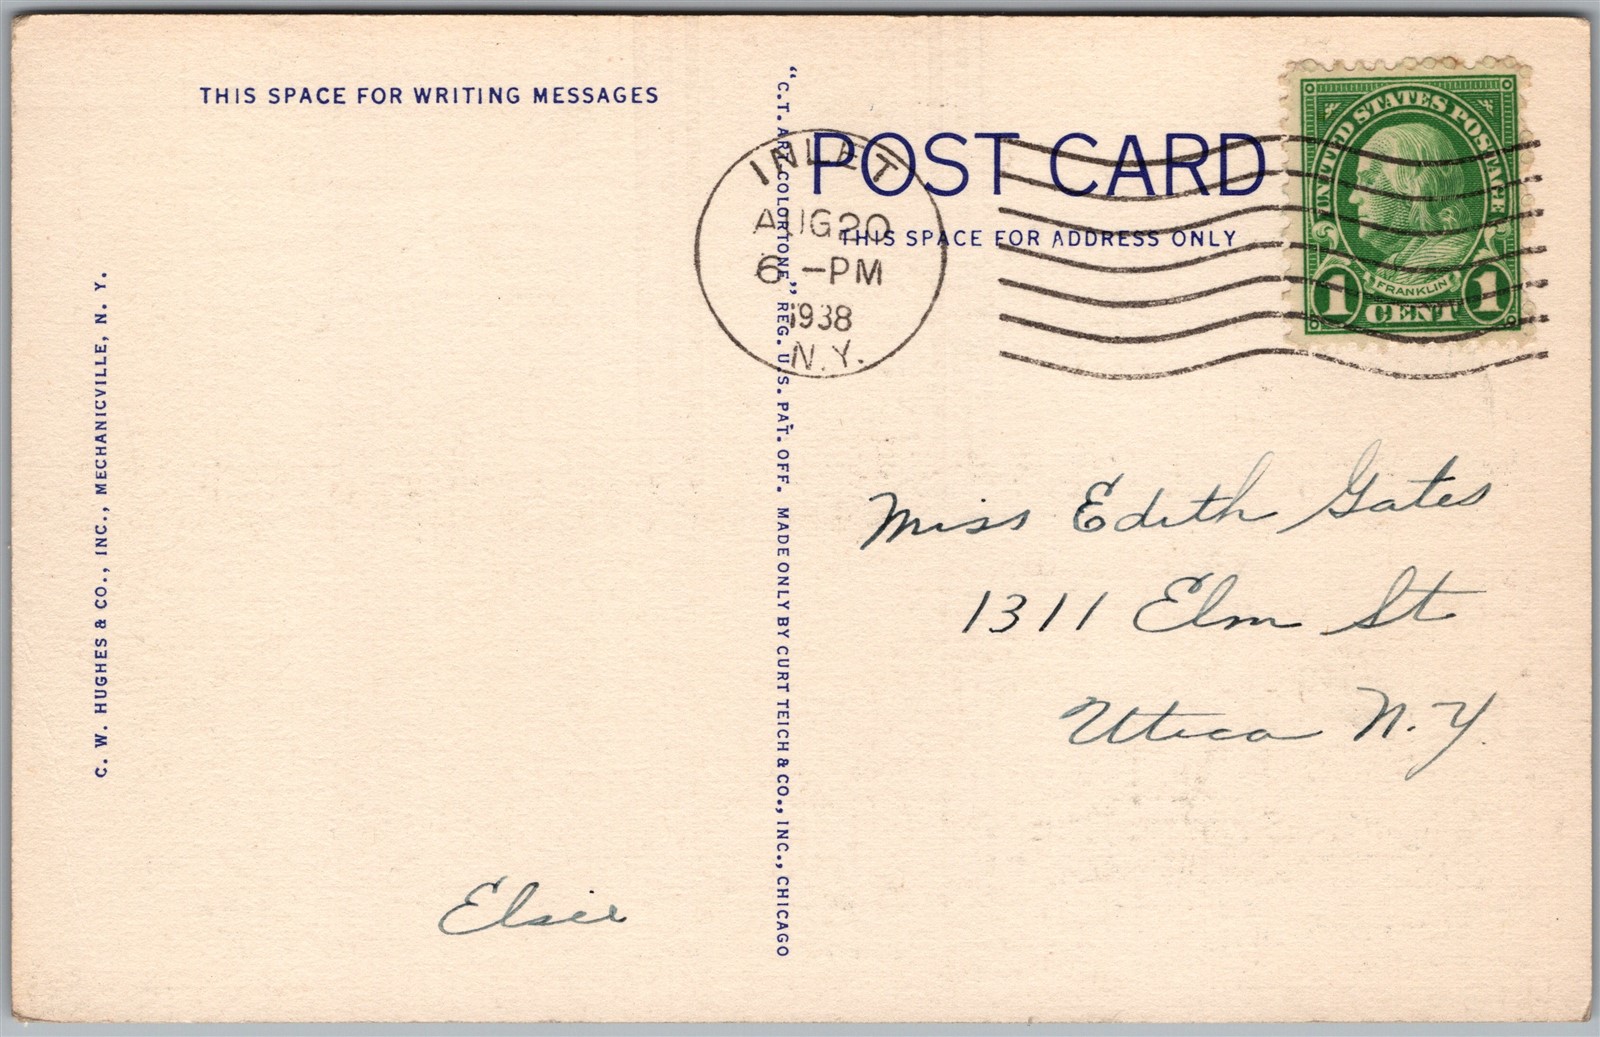 THIS SPACE FOR WRITING MESSAGES
C. W. HUGHES & CO., INC., MECHANICVILLE, N. Y.
Elsie
"C.T. ART-COLORTONE" REG. U.S. PAT. OFF. MADE ONLY BY CURT TEICH & CO., INC., CHICAGO
POST CARD
THIS SPACE FOR ADDRESS ONLY
INLET
AUG 20
6 -PM
1938
N.Y.
UNITED STATES POSTAGE
FRANKLIN
1 CENT 1
Miss Edith Gates
1311 Elm St
Utica N.Y.